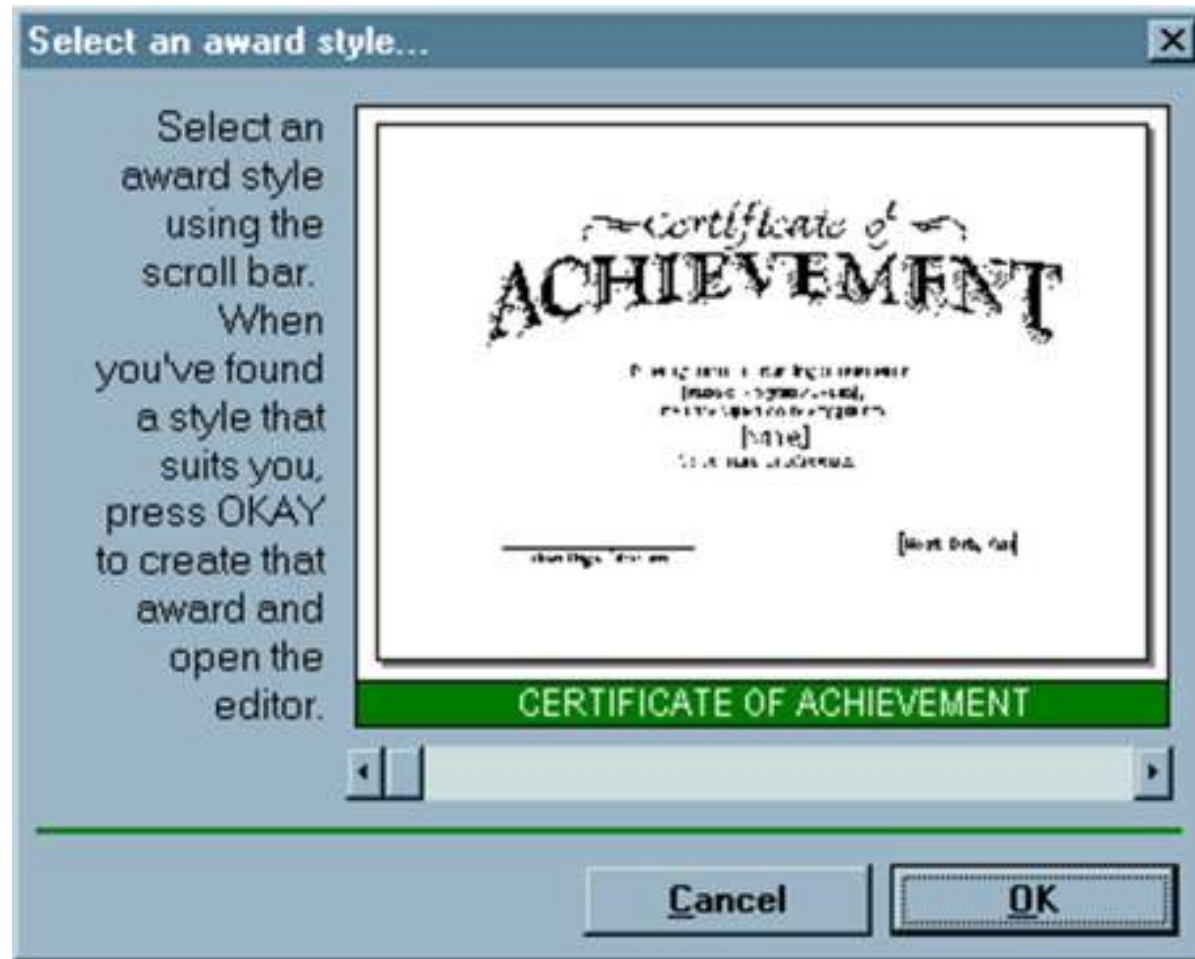 Select an award style...
Select an
award style
using the
scroll bar.
When
you've found
a style that
suits you,
press OKAY
to create that
award and
open the
editor.
Certificate of
ACHIEVEMENT
[Name]
CERTIFICATE OF ACHIEVEMENT
Cancel
OK